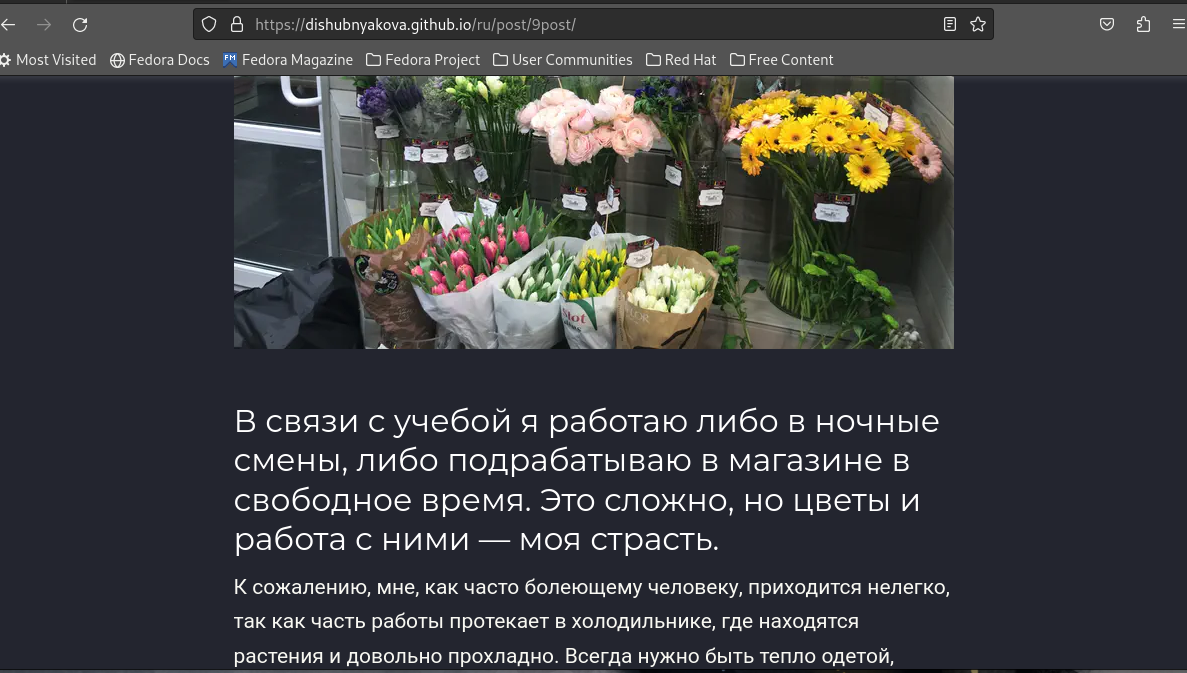 https://dishubnyakova.github.io/ru/post/9post/
Most Visited Fedora Docs Fedora Magazine Fedora Project User Communities Red Hat Free Content
В связи с учебой я работаю либо в ночные
смены, либо подрабатываю в магазине в
свободное время. Это сложно, но цветы и
работа с ними — моя страсть.
К сожалению, мне, как часто болеющему человеку, приходится нелегко,
так как часть работы протекает в холодильнике, где находятся
растения и довольно прохладно. Всегда нужно быть тепло одетой,